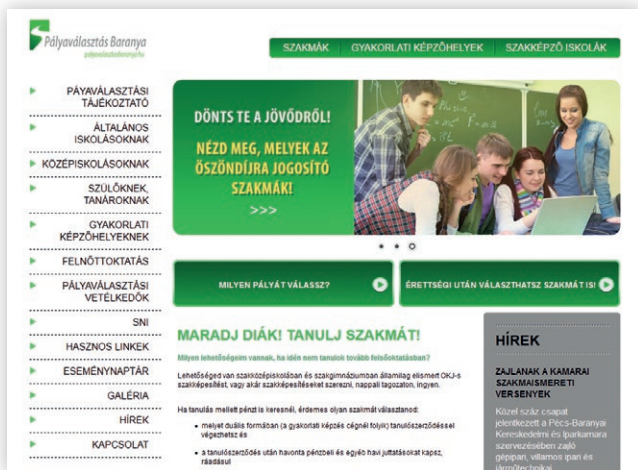 Pályaválasztás Baranya
palyavalasztasbaranya.hu
SZAKMÁK
GYAKORLATI KÉPZŐHELYEK
SZAKKÉPZŐ ISKOLÁK
PÁYAVÁLASZTÁSI
TÁJÉKOZTATÓ
ÁLTALÁNOS
ISKOLÁSOKNAK
KÖZÉPISKOLÁSOKNAK
SZÜLŐKNEK,
TANÁROKNAK
GYAKORLATI
KÉPZŐHELYEKNEK
FELNŐTTOKTATÁS
PÁLYAVÁLASZTÁSI
VETÉLKEDŐK
SNI
HASZNOS LINKEK
ESEMÉNYNAPTÁR
GALÉRIA
HÍREK
KAPCSOLAT
DÖNTS TE A JÖVŐDRŐL!
NÉZD MEG, MELYEK AZ
ÖSZÖNDÍJRA JOGOSÍTÓ
SZAKMÁK!
>>>
MILYEN PÁLYÁT VÁLASSZ?
ÉRETTSÉGI UTÁN VÁLASZTHATSZ SZAKMÁT IS!
MARADJ DIÁK! TANULJ SZAKMÁT!
Milyen lehetőségeim vannak, ha idén nem tanulok tovább felsőoktatásban?
Lehetőséged van szakközépiskolában és szakgimnáziumban államilag elismert OKJ-s
szakképesítést, vagy akár szakképesítéseket szerezni, nappali tagozaton, ingyen.
Ha tanulás mellett pénzt is keresnél, érdemes olyan szakmát választanod:
• melyet duális formában (a gyakorlati képzés cégnél folyik) tanulószerződéssel
végezhetsz és
• a tanulószerződés után havonta pénzbeli és egyéb havi juttatásokat kapsz,
ráadásul
HÍREK
ZAJLANAK A KAMARAI
SZAKMAISMERETI
VERSENYEK
Közel száz csapat
jelentkezett a Pécs-Baranyai
Kereskedelmi és Iparkamara
szervezésében zajló
gépipari, villamos ipari és
járműtechnikai